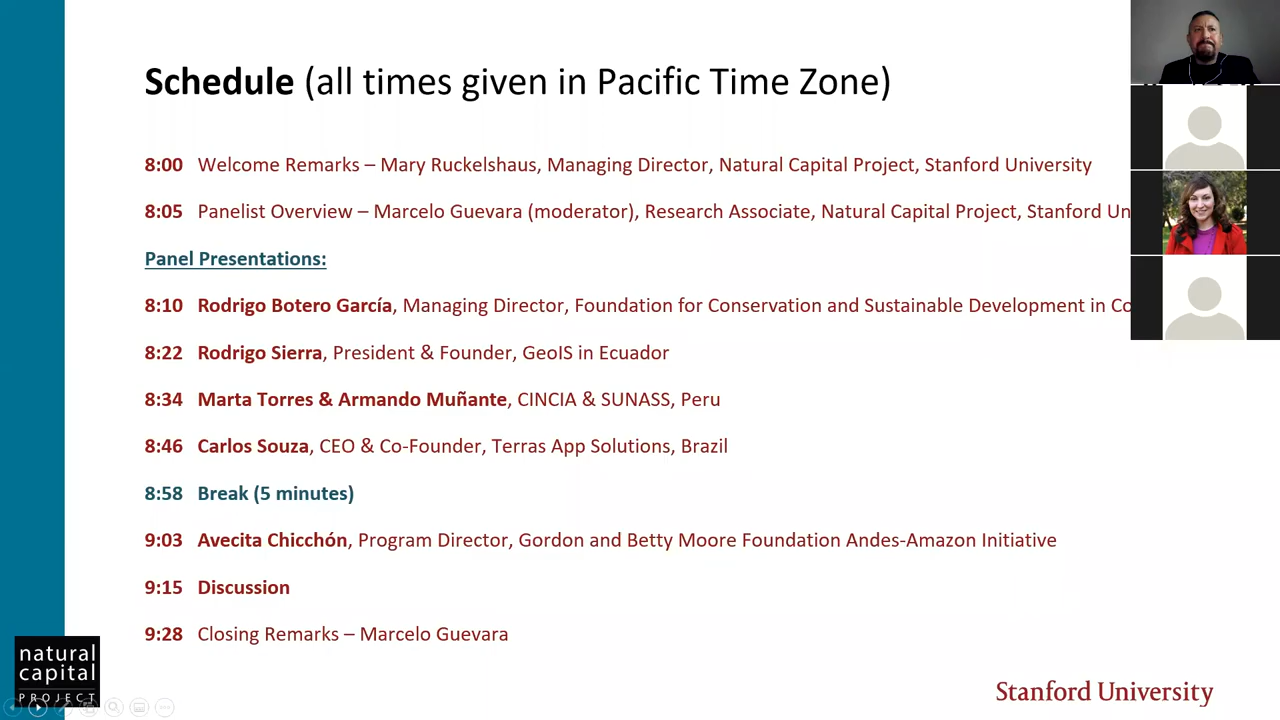 Schedule (all times given in Pacific Time Zone)
8:00 Welcome Remarks – Mary Ruckelshaus, Managing Director, Natural Capital Project, Stanford University
8:05 Panelist Overview – Marcelo Guevara (moderator), Research Associate, Natural Capital Project, Stanford Un
Panel Presentations:
8:10 Rodrigo Botero García, Managing Director, Foundation for Conservation and Sustainable Development in Co
8:22 Rodrigo Sierra, President & Founder, GeoIS in Ecuador
8:34 Marta Torres & Armando Muñante, CINCIA & SUNASS, Peru
8:46 Carlos Souza, CEO & Co-Founder, Terras App Solutions, Brazil
8:58 Break (5 minutes)
9:03 Avecita Chicchón, Program Director, Gordon and Betty Moore Foundation Andes-Amazon Initiative
9:15 Discussion
9:28 Closing Remarks – Marcelo Guevara
natural
capital
PROJECT
Stanford University